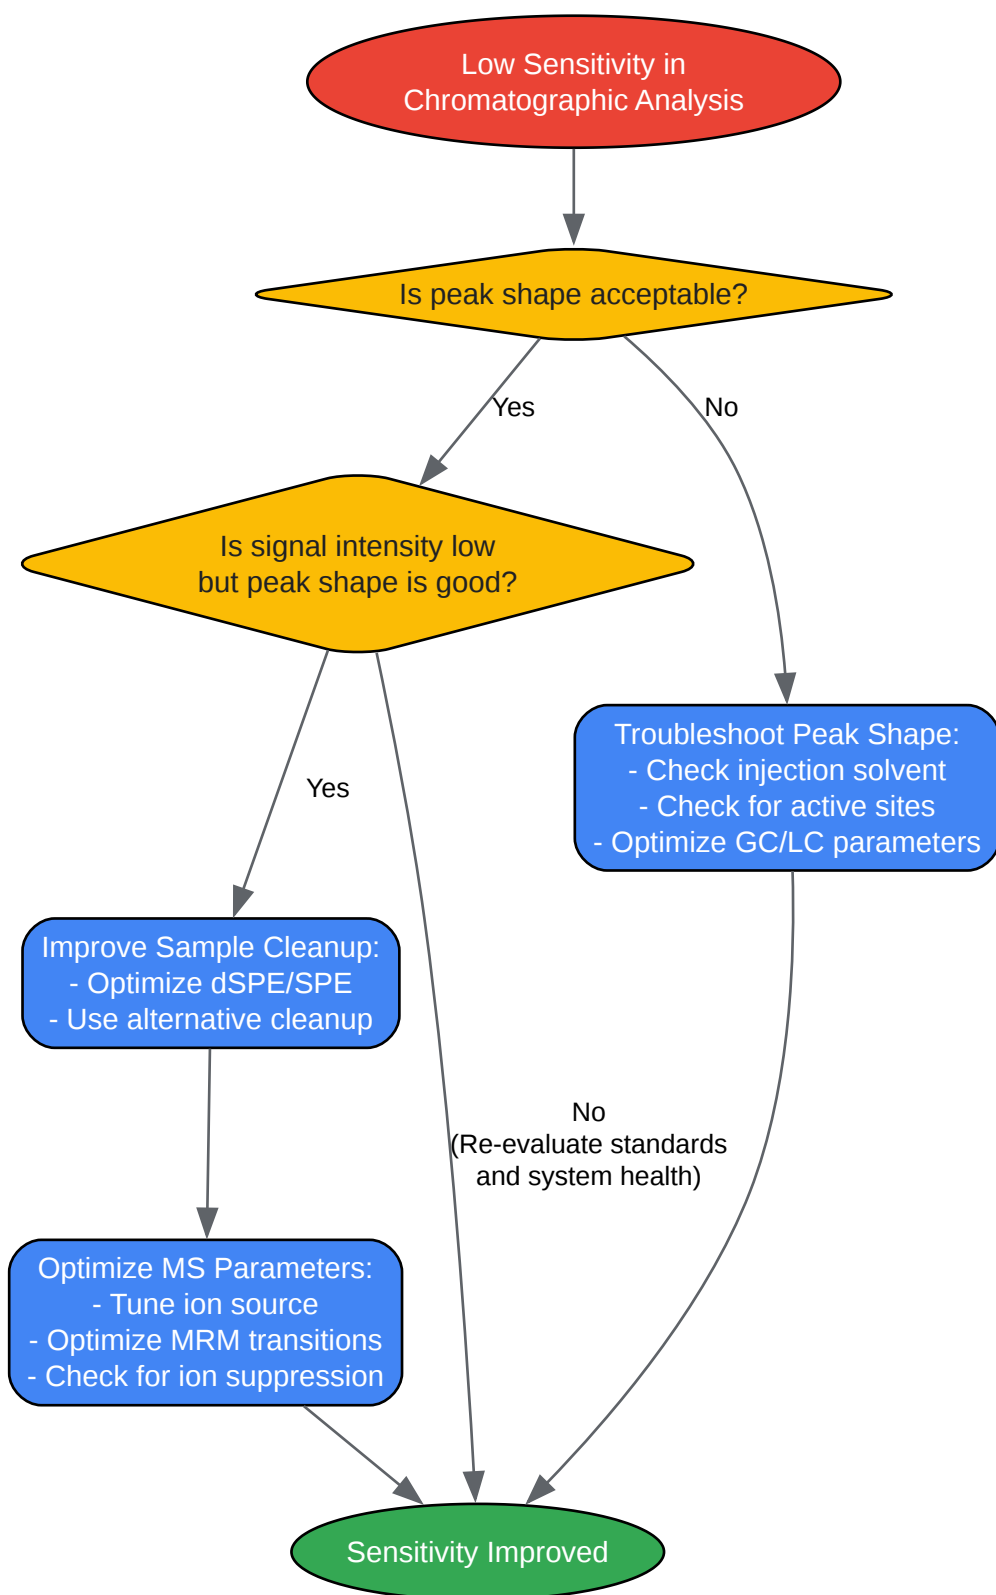 Low Sensitivity in
Chromatographic Analysis
Is peak shape acceptable?
Yes
No
Is signal intensity low
but peak shape is good?
Troubleshoot Peak Shape:
- Check injection solvent
- Check for active sites
- Optimize GC/LC parameters
Yes
Improve Sample Cleanup:
- Optimize dSPE/SPE
- Use alternative cleanup
No
(Re-evaluate standards
and system health)
Optimize MS Parameters:
- Tune ion source
- Optimize MRM transitions
- Check for ion suppression
Sensitivity Improved